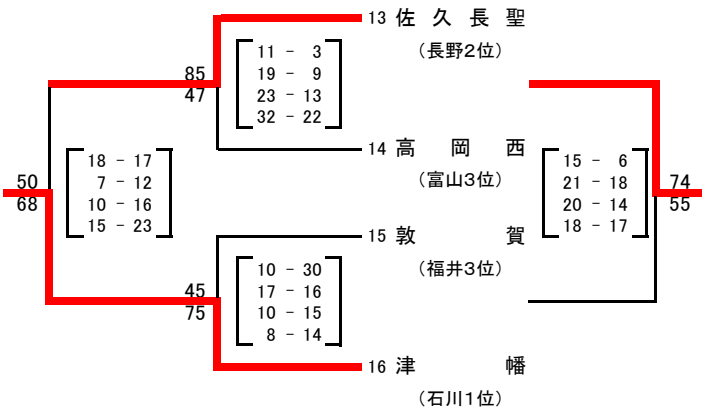 13 佐久長聖
(長野2位)
85
47
11 - 3
19 - 9
23 - 13
32 - 22
14 高岡西
(富山3位)
50
68
18 - 17
7 - 12
10 - 16
15 - 23
15 - 6
21 - 18
20 - 14
18 - 17
74
55
15 敦賀
(福井3位)
45
75
10 - 30
17 - 16
10 - 15
8 - 14
16 津幡
(石川1位)